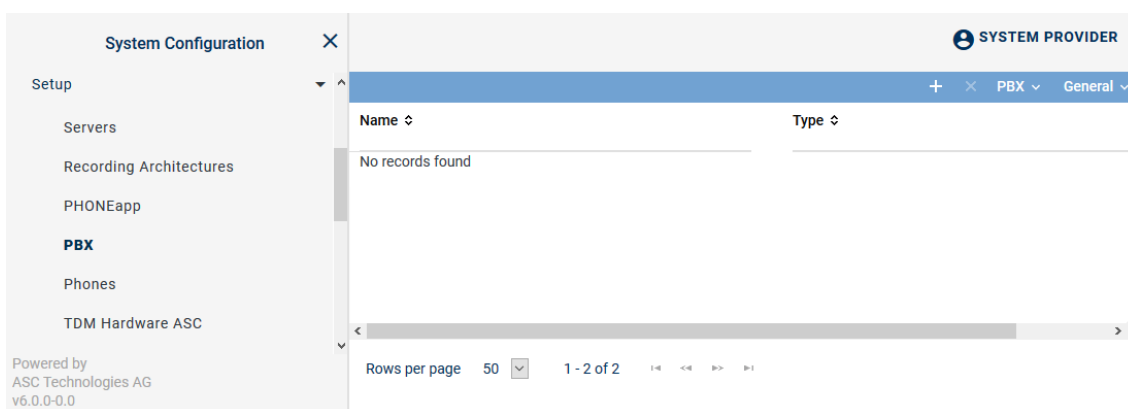 System Configuration
SYSTEM PROVIDER
Setup
PBX General
Servers
Recording Architectures
PHONEapp
PBX
Phones
TDM Hardware ASC
Name Type
No records found
Rows per page 50 1 - 2 of 2
Powered by
ASC Technologies AG
v6.0.0-0.0